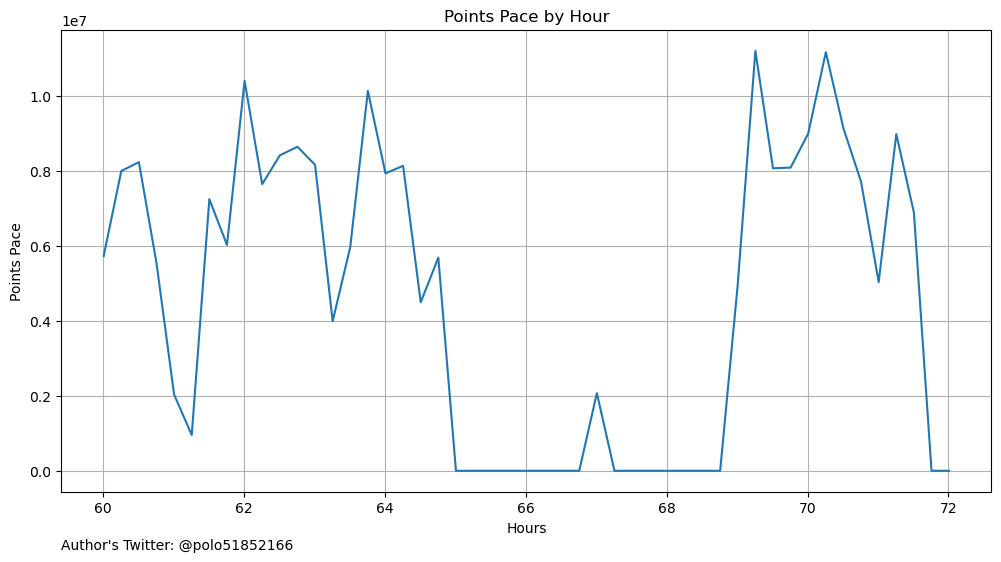 Points Pace by Hour
1e7
1.0
0.8
0.6
0.4
0.2
0.0
Points Pace
60 62 64 66 68 70 72
Hours
Author's Twitter: @polo51852166